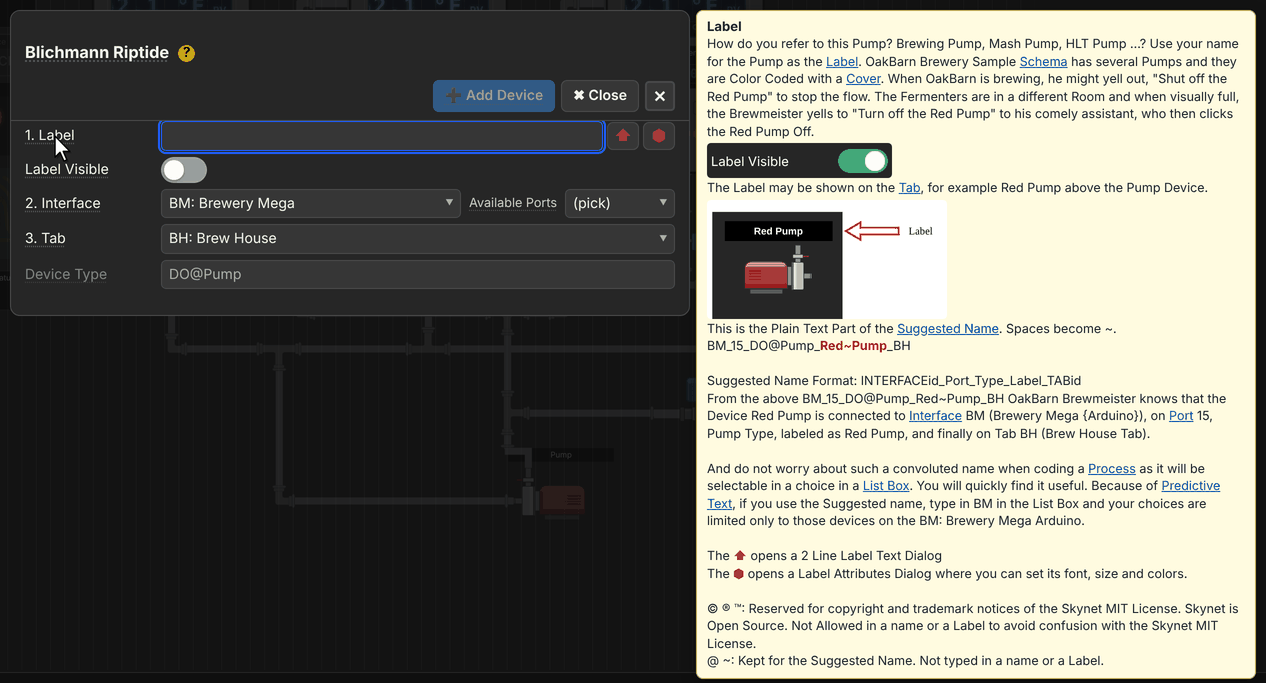 Blichmann Riptide ?
➕ Add Device
✖ Close
✕
1. Label
Label Visible
2. Interface
BM: Brewery Mega
Available Ports
(pick)
3. Tab
BH: Brew House
Device Type
DO@Pump
Pump
Label
How do you refer to this Pump? Brewing Pump, Mash Pump, HLT Pump ...? Use your name
for the Pump as the Label. OakBarn Brewery Sample Schema has several Pumps and they
are Color Coded with a Cover. When OakBarn is brewing, he might yell out, "Shut off the
Red Pump" to stop the flow. The Fermenters are in a different Room and when visually full,
the Brewmeister yells to "Turn off the Red Pump" to his comely assistant, who then clicks
the Red Pump Off.
Label Visible
The Label may be shown on the Tab, for example Red Pump above the Pump Device.
Red Pump
Label
This is the Plain Text Part of the Suggested Name. Spaces become ~.
BM_15_DO@Pump_Red~Pump_BH
Suggested Name Format: INTERFACEid_Port_Type_Label_TABid
From the above BM_15_DO@Pump_Red~Pump_BH OakBarn Brewmeister knows that the
Device Red Pump is connected to Interface BM (Brewery Mega {Arduino}), on Port 15,
Pump Type, labeled as Red Pump, and finally on Tab BH (Brew House Tab).
And do not worry about such a convoluted name when coding a Process as it will be
selectable in a choice in a List Box. You will quickly find it useful. Because of Predictive
Text, if you use the Suggested name, type in BM in the List Box and your choices are
limited only to those devices on the BM: Brewery Mega Arduino.
The opens a 2 Line Label Text Dialog
The opens a Label Attributes Dialog where you can set its font, size and colors.
© ® ™: Reserved for copyright and trademark notices of the Skynet MIT License. Skynet is
Open Source. Not Allowed in a name or a Label to avoid confusion with the Skynet MIT
License.
@ ~: Kept for the Suggested Name. Not typed in a name or a Label.